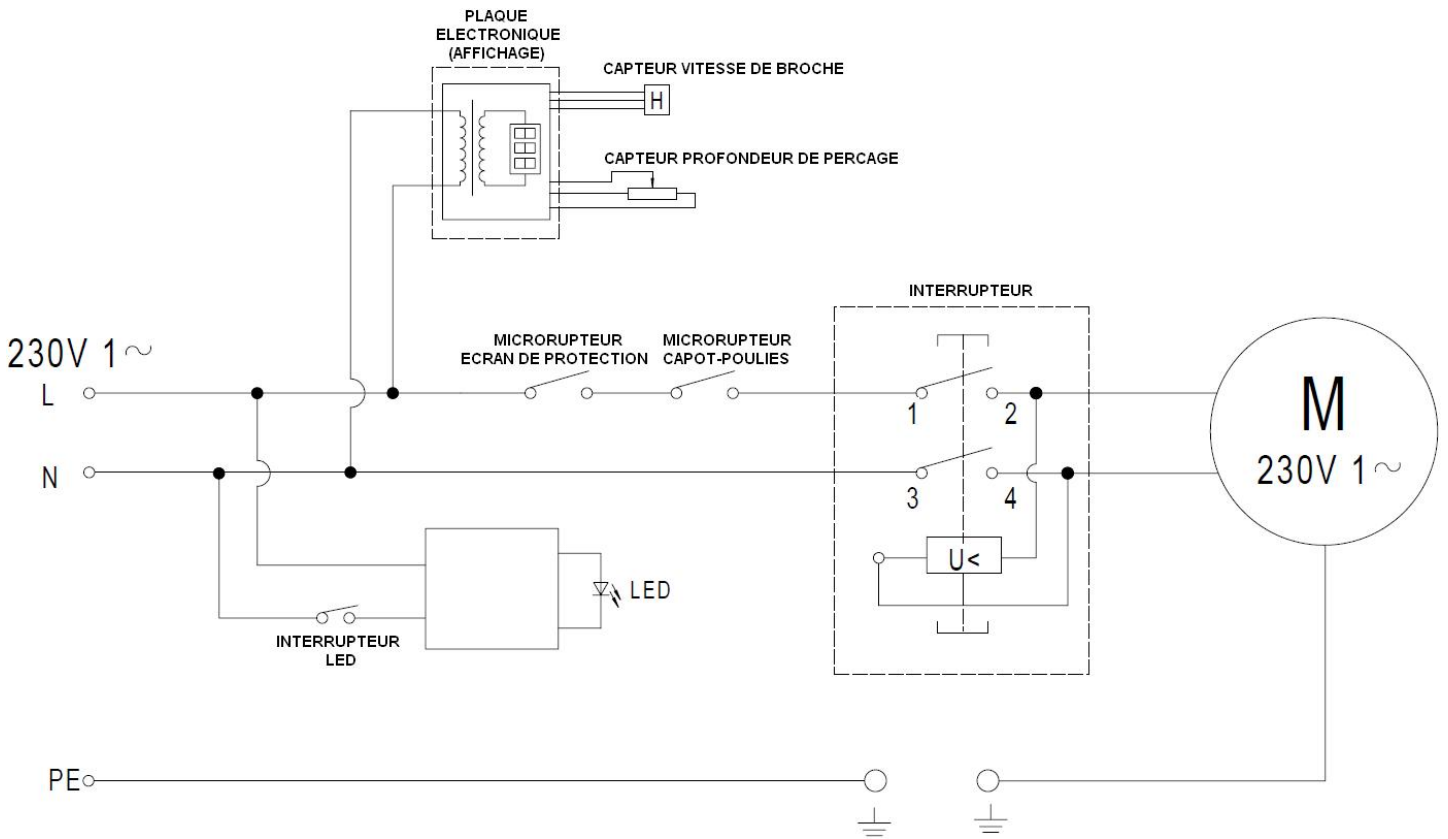 PLAQUE
ELECTRONIQUE
(AFFICHAGE)
CAPTEUR VITESSE DE BROCHE
H
CAPTEUR PROFONDEUR DE PERCAGE
INTERRUPTEUR
230V 1~
MICRORUPTEUR
ECRAN DE PROTECTION
MICRORUPTEUR
CAPOT-POULIES
L
1
2
M
230V 1~
N
3
4
U<
LED
INTERRUPTEUR
LED
PE